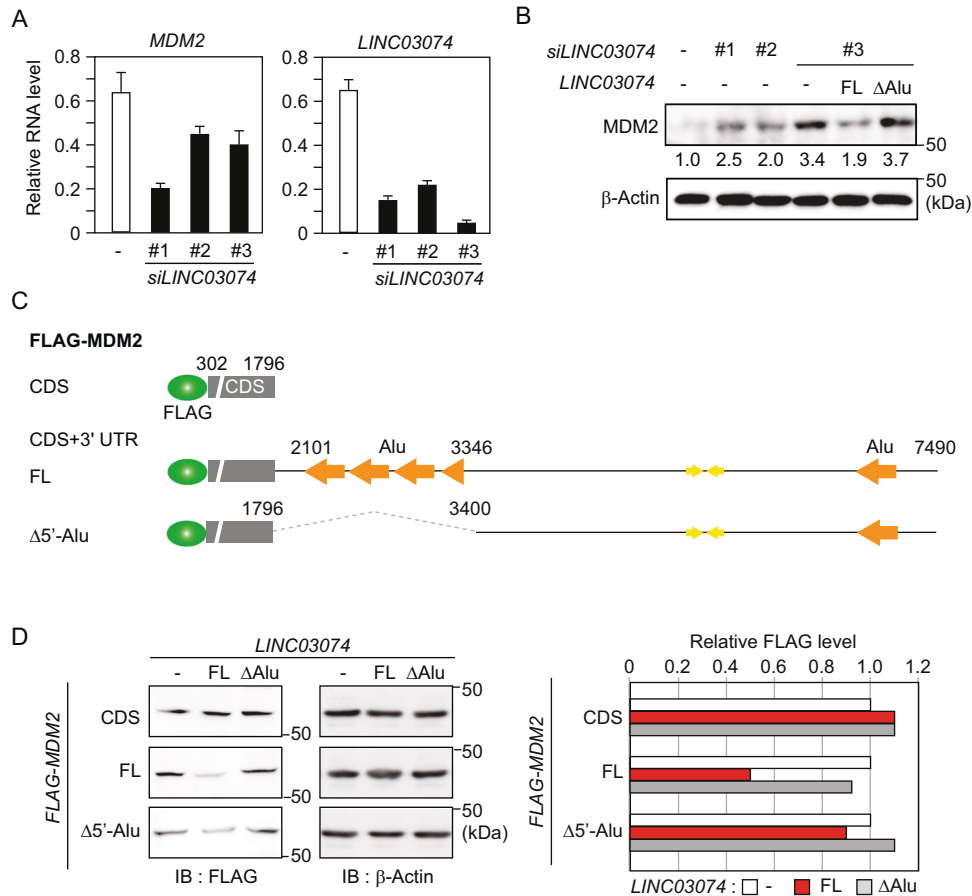 A
MDM2
LINC03074
Relative RNA level
0.8
0.6
0.4
0.2
0
0.8
0.6
0.4
0.2
0
- #1 #2 #3
siLINC03074
- #1 #2 #3
siLINC03074
B
siLINC03074 - #1 #2 #3
LINC03074 - - - - FL ΔAlu
MDM2
50
1.0 2.5 2.0 3.4 1.9 3.7
50
β-Actin
(kDa)
C
FLAG-MDM2
302 1796
CDS
CDS
FLAG
CDS+3' UTR
2101 Alu 3346 Alu 7490
FL
1796 3400
Δ5'-Alu
D
LINC03074
- FL ΔAlu - FL ΔAlu
50
CDS
50
FLAG-MDM2
50
FL
50
Δ5'-Alu
(kDa)
50
IB : FLAG
IB : β-Actin
Relative FLAG level
0 0.2 0.4 0.6 0.8 1.0 1.2
CDS
FLAG-MDM2
FL
Δ5'-Alu
LINC03074 : - FL ΔAlu